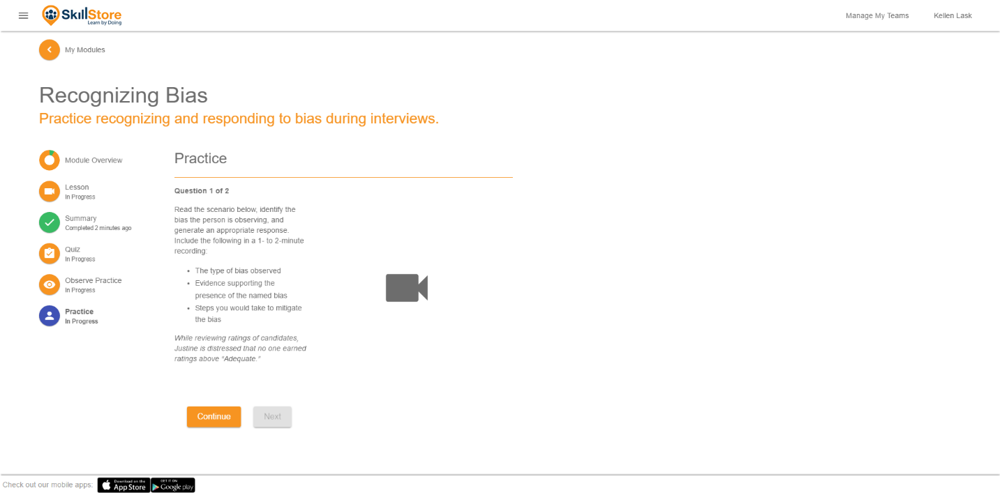 SkillStore
Learn by Doing
Manage My Teams
Kellen Lask
My Modules
Recognizing Bias
Practice recognizing and responding to bias during interviews.
Module Overview
Lesson
In Progress
Summary
Completed 2 minutes ago
Quiz
In Progress
Observe Practice
In Progress
Practice
In Progress
Practice
Question 1 of 2
Read the scenario below, identify the
bias the person is observing, and
generate an appropriate response.
Include the following in a 1- to 2-minute
recording:
• The type of bias observed
• Evidence supporting the
presence of the named bias
• Steps you would take to mitigate
the bias
While reviewing ratings of candidates,
Justine is distressed that no one earned
ratings above “Adequate.”
Continue
Next
Check out our mobile apps:
Download on the
App Store
GET IT ON
Google play